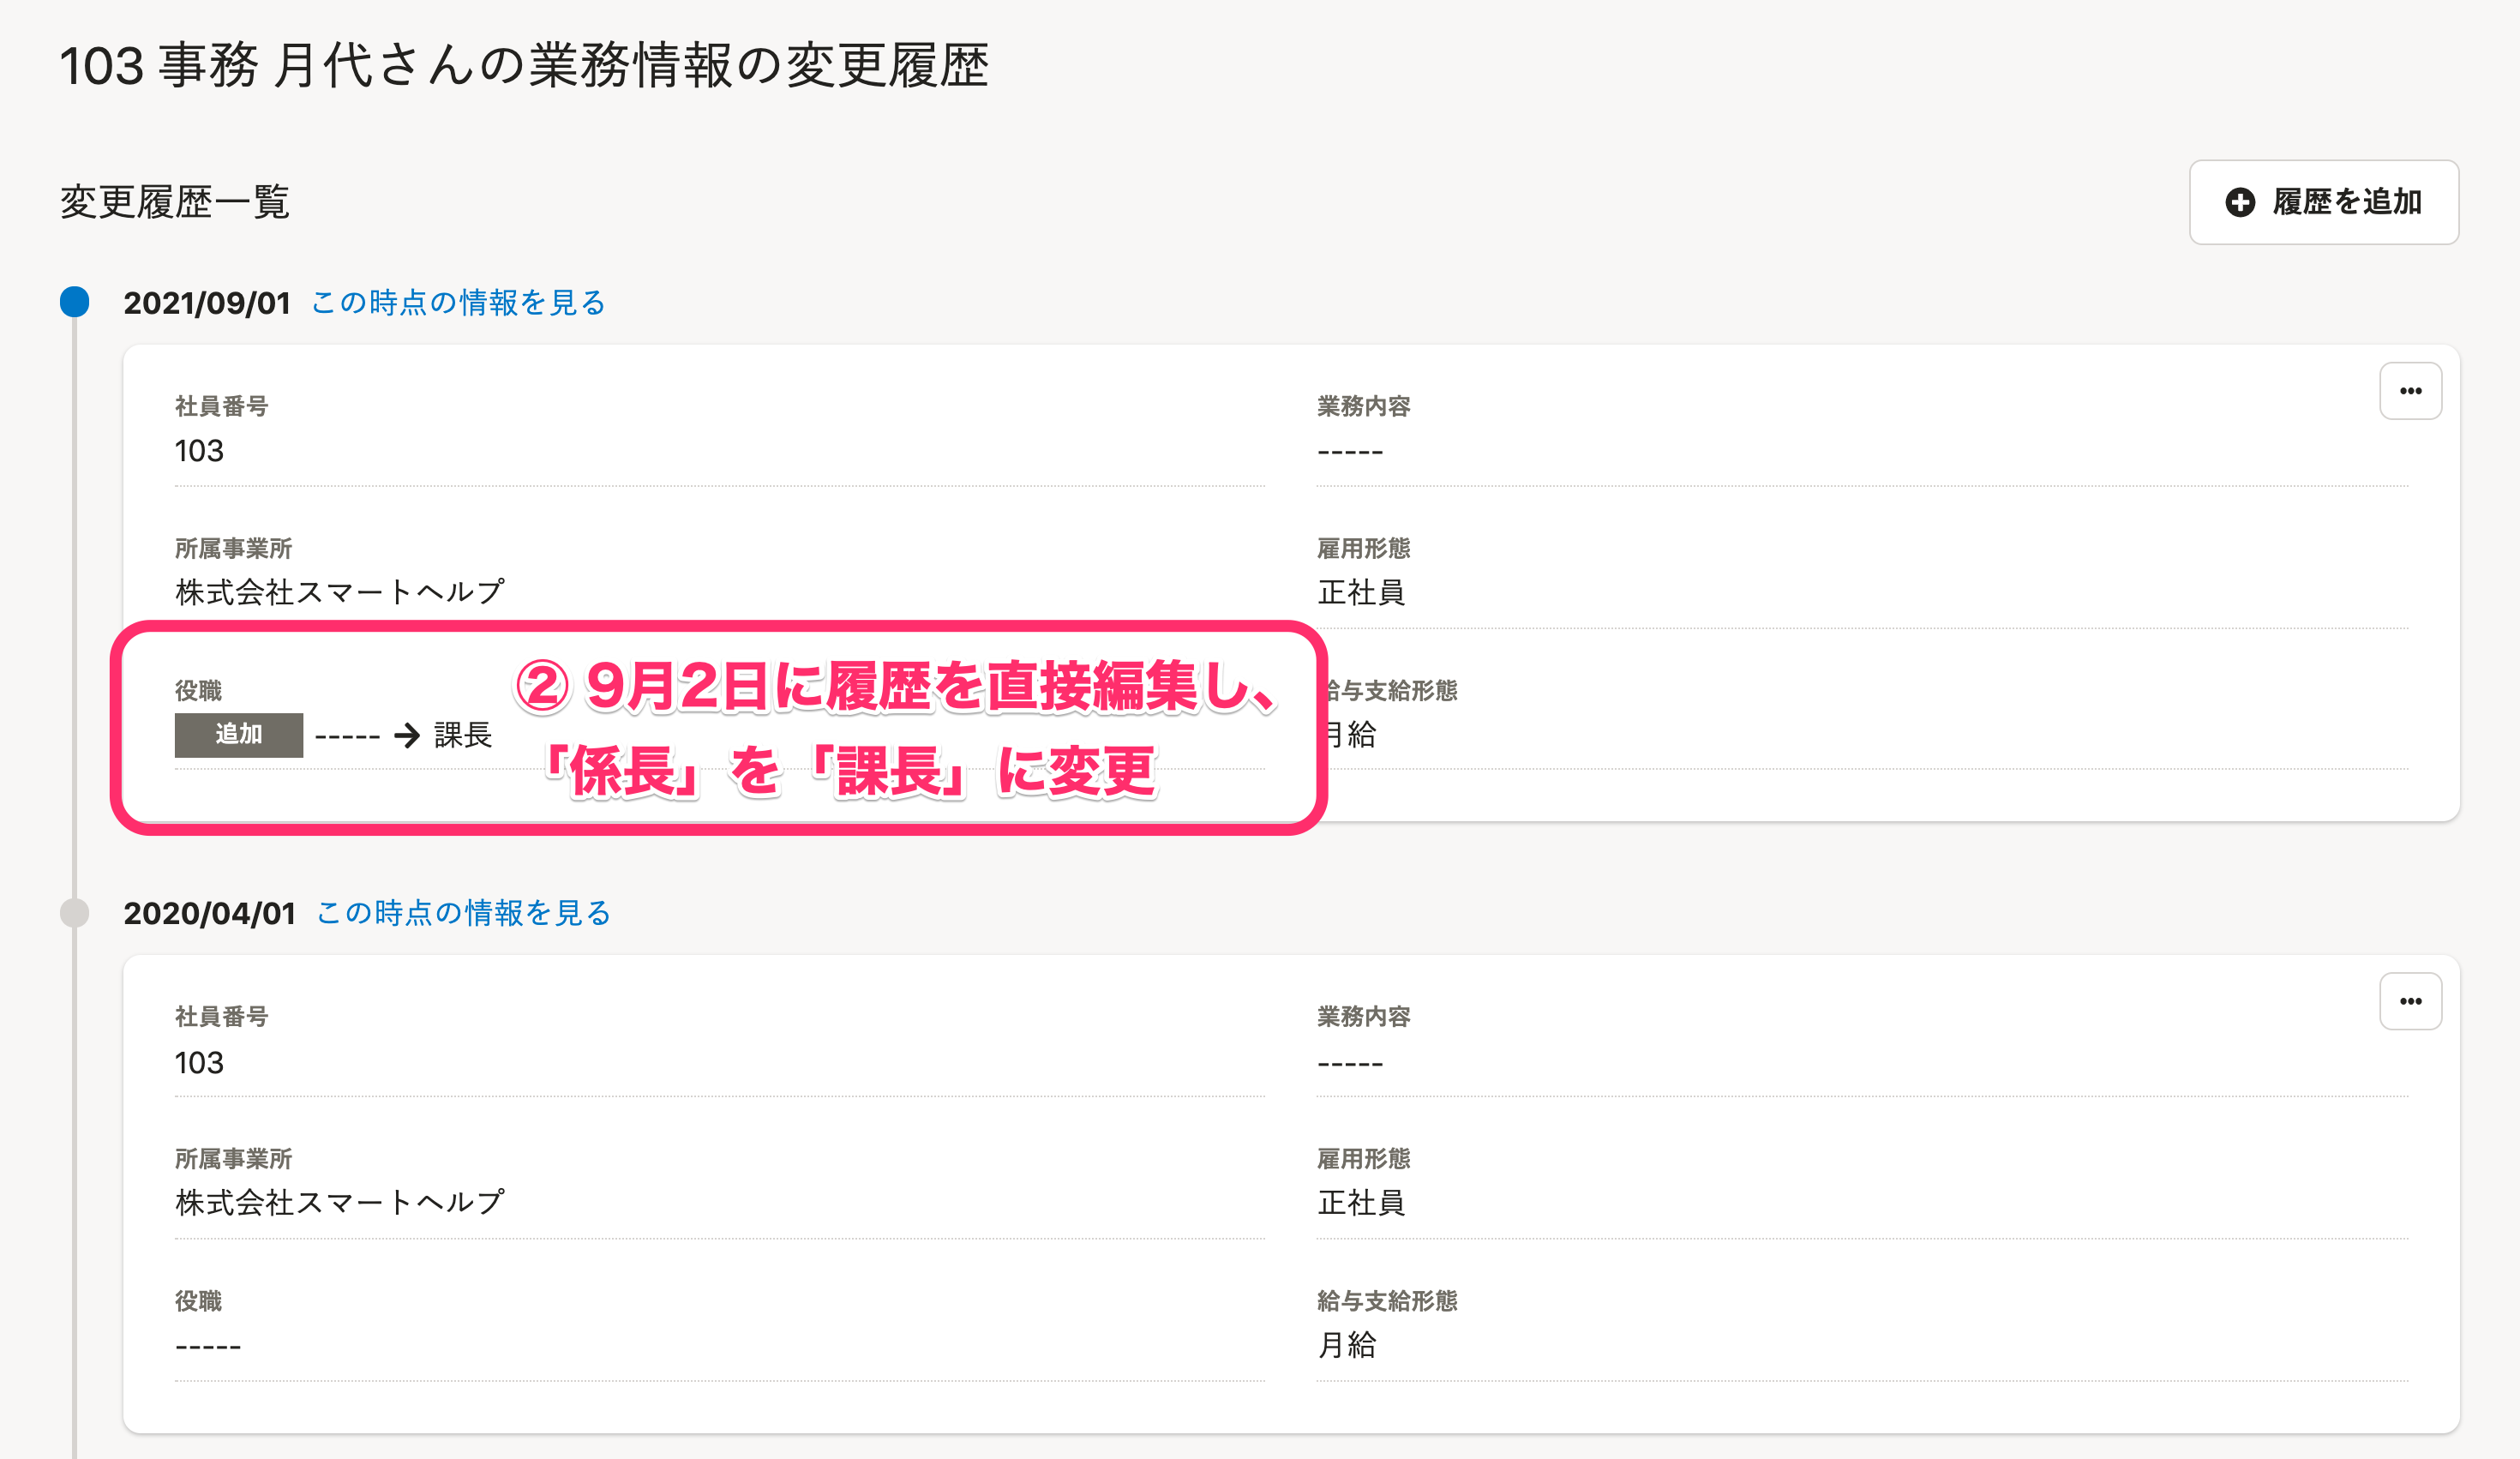 103 事務 月代さんの業務情報の変更履歴
変更履歴一覧
履歴を追加
2021/09/01 この時点の情報を見る
社員番号
103
業務内容
-----
所属事業所
株式会社スマートヘルプ
雇用形態
正社員
役職
追加 ----- → 課長
② 9月2日に履歴を直接編集し、
「係長」を「課長」に変更
給与支給形態
月給
2020/04/01 この時点の情報を見る
社員番号
103
業務内容
-----
所属事業所
株式会社スマートヘルプ
雇用形態
正社員
役職
-----
給与支給形態
月給